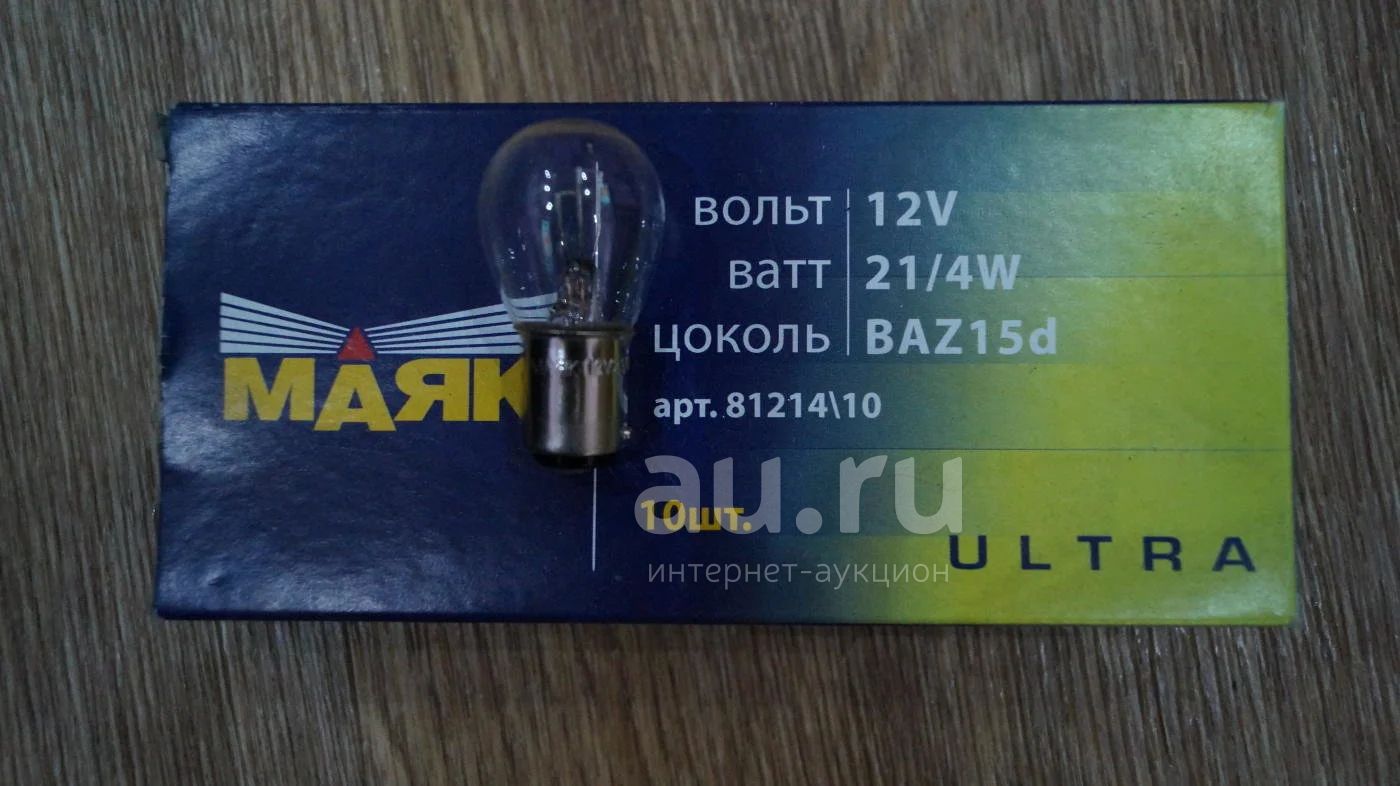 МАЯК
ВОЛЬТ 12V
ВАТТ 21/4W
ЦОКОЛЬ BAZ15d
арт. 81214\10
au.ru
10шт.
интернет-аукцион
ULTRA